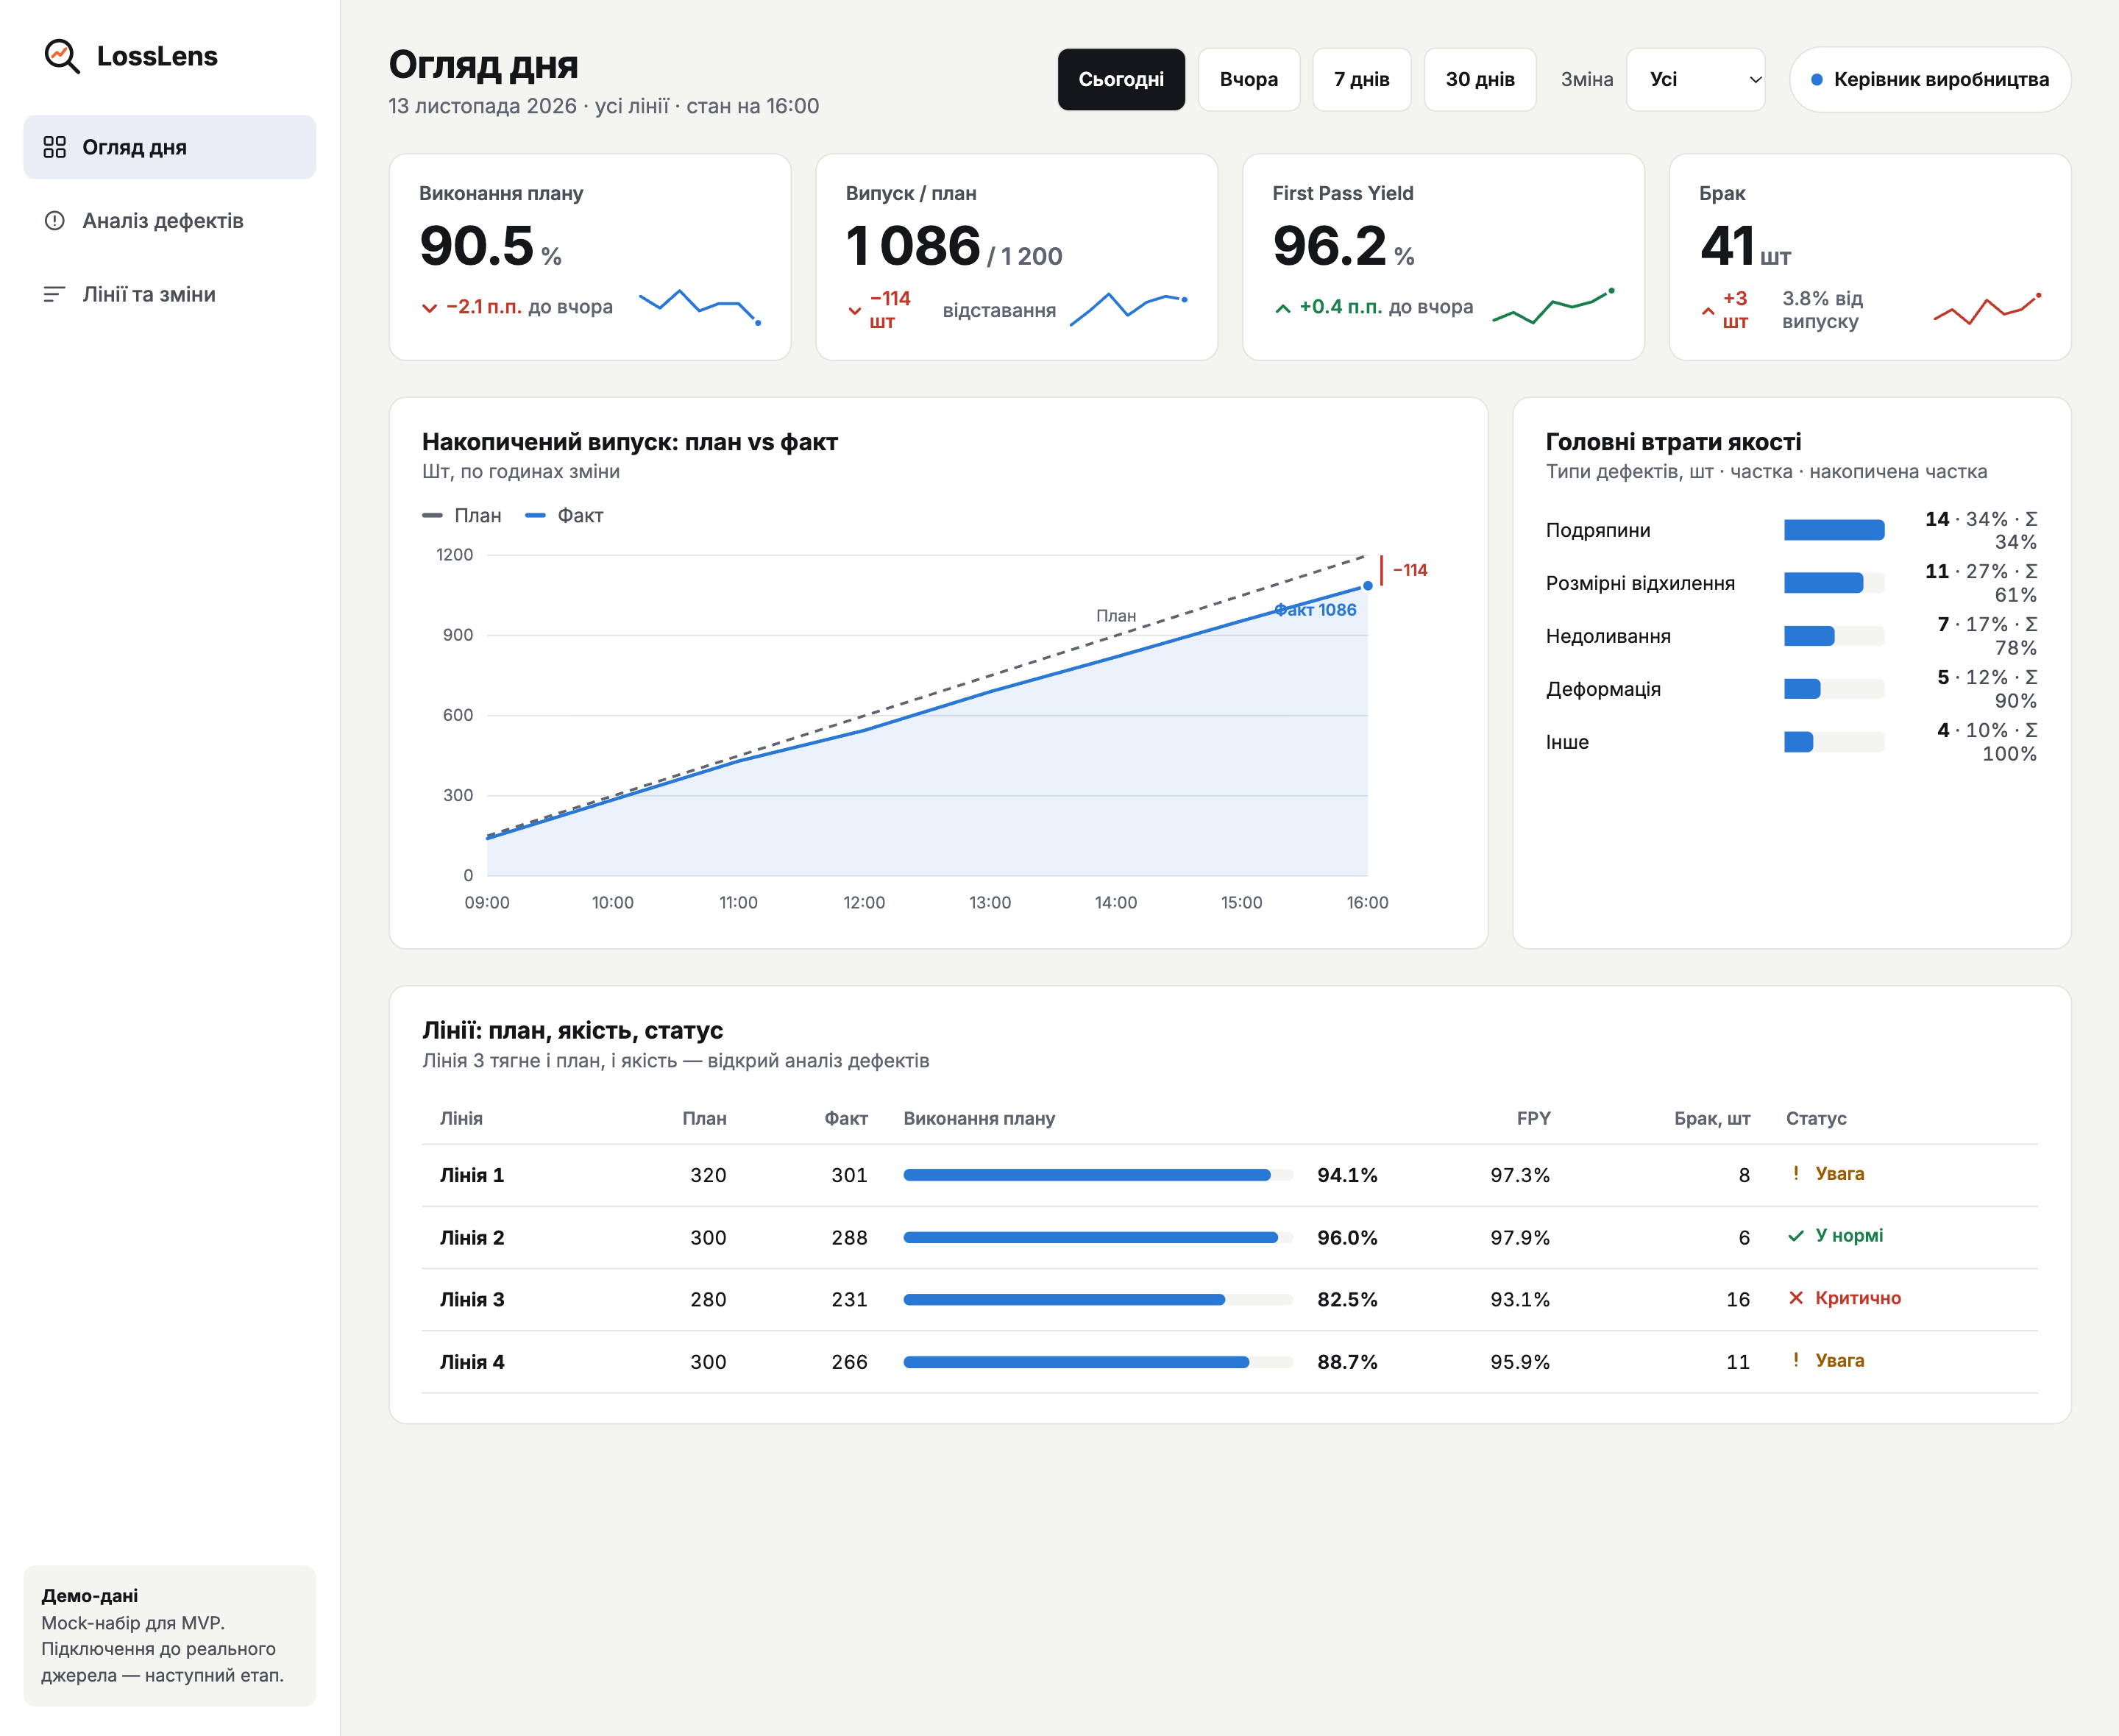 LossLens
Огляд дня
Аналіз дефектів
Лінії та зміни
Демо-дані
Mock-набір для MVP.
Підключення до реального
джерела — наступний етап.
Огляд дня
13 листопада 2026 · усі лінії · стан на 16:00
Сьогодні
Вчора
7 днів
30 днів
Зміна
Усі
Керівник виробництва
Виконання плану
90.5 %
−2.1 п.п. до вчора
Випуск / план
1 086 / 1 200
−114
шт
відставання
First Pass Yield
96.2 %
+0.4 п.п. до вчора
Брак
41 шт
+3
шт
3.8% від
випуску
Накопичений випуск: план vs факт
Шт, по годинах зміни
План
Факт
1200
900
600
300
0
09:00 10:00 11:00 12:00 13:00 14:00 15:00 16:00
План
Факт 1086
−114
Головні втрати якості
Типи дефектів, шт · частка · накопичена частка
Подряпини
14 · 34% · Σ
34%
Розмірні відхилення
11 · 27% · Σ
61%
Недоливання
7 · 17% · Σ
78%
Деформація
5 · 12% · Σ
90%
Інше
4 · 10% · Σ
100%
Лінії: план, якість, статус
Лінія 3 тягне і план, і якість — відкрий аналіз дефектів
Лінія План Факт Виконання плану FPY Брак, шт Статус
Лінія 1 320 301 94.1% 97.3% 8 ! Увага
Лінія 2 300 288 96.0% 97.9% 6 У нормі
Лінія 3 280 231 82.5% 93.1% 16 Критично
Лінія 4 300 266 88.7% 95.9% 11 ! Увага